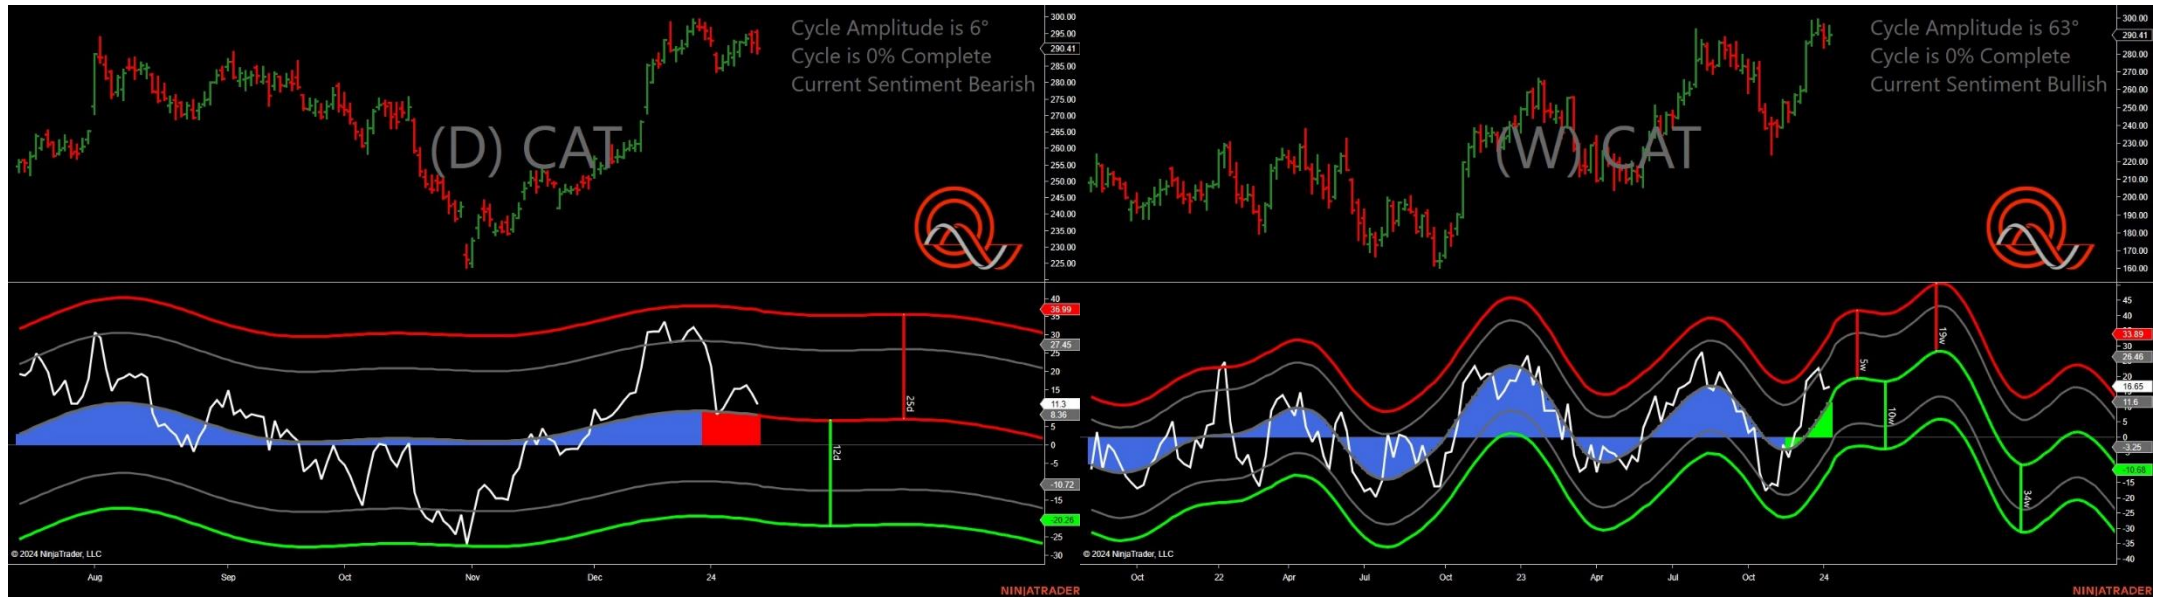 Cycle Amplitude is 6°
Cycle is 0% Complete
Current Sentiment Bearish
(D) CAT
300.00
295.00
290.41
285.00
280.00
275.00
270.00
265.00
260.00
255.00
250.00
245.00
240.00
235.00
230.00
225.00
40
36.99
35
30
27.45
25
20
15
11.3
8.36
5
0
-5
-10.72
-15
-20.26
-25
-30
25d
12d
© 2024 NinjaTrader, LLC
Aug
Sep
Oct
Nov
Dec
24
NINJATRADER
Cycle Amplitude is 63°
Cycle is 0% Complete
Current Sentiment Bullish
(W) CAT
300.00
290.41
280.00
270.00
260.00
250.00
240.00
230.00
220.00
210.00
200.00
190.00
180.00
170.00
160.00
45
40
33.89
30
26.46
20
16.65
11.6
5
0
-3.25
-10.68
-15
-20
-25
-30
-35
-40
5w
10w
19w
34w
© 2024 NinjaTrader, LLC
Oct
22
Apr
Jul
Oct
23
Apr
Jul
Oct
24
NINJATRADER